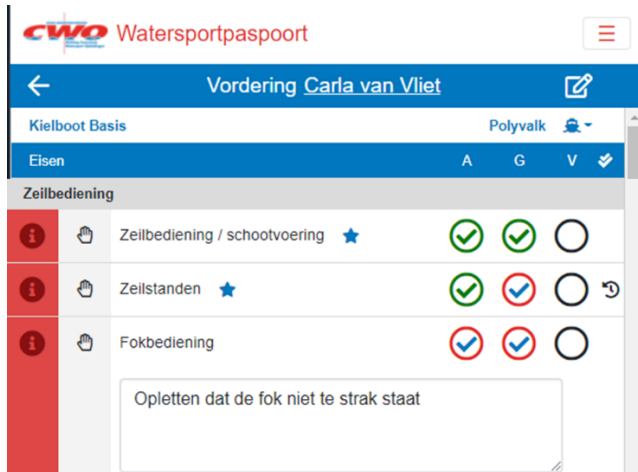 CWO Watersportpaspoort
Vordering Carla van Vliet
Kielboot Basis Polyvalk
Eisen A G V
Zeilbediening
Zeilbediening / schootvoering
Zeilstanden
Fokbediening
Opletten dat de fok niet te strak staat